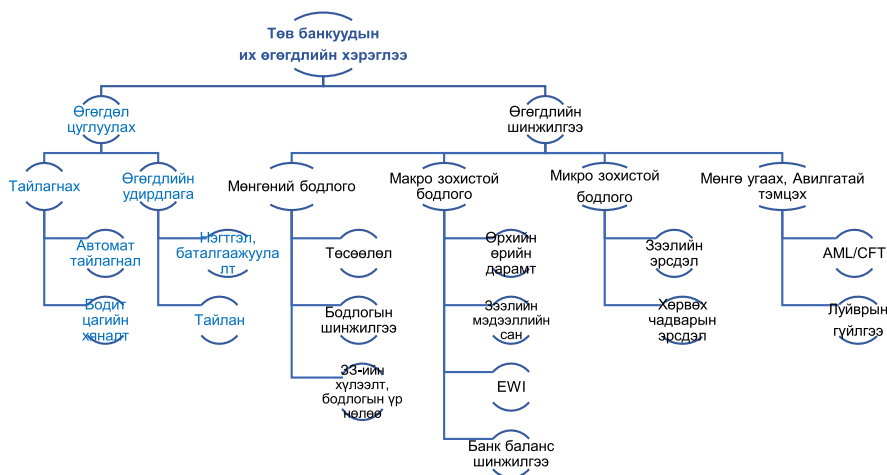 Төв банкуудын
их өгөгдлийн хэрэглээ
Өгөгдөл
цуглуулах
Өгөгдлийн
шинжилгээ
Тайлагнах
Өгөгдлийн
удирдлага
Мөнгөний бодлого
Макро зохистой
бодлого
Микро зохистой
бодлого
Мөнгө угаах, Авилгатай
тэмцэх
Автомат
тайлагнал
Бодит
цагийн
хяналт
Нэгтгэл,
баталгаажуула
лт
Тайлан
Төсөөлөл
Бодлогын
шинжилгээ
ЗЗ-ийн
хүлээлт,
бодлогын үр
нөлөө
Өрхийн
өрийн
дарамт
Зээлийн
мэдээллийн
сан
EWI
Банк баланс
шинжилгээ
Зээлийн
эрсдэл
Хөрвөх
чадварын
эрсдэл
AML/CFT
Луйврын
гүйлгээ